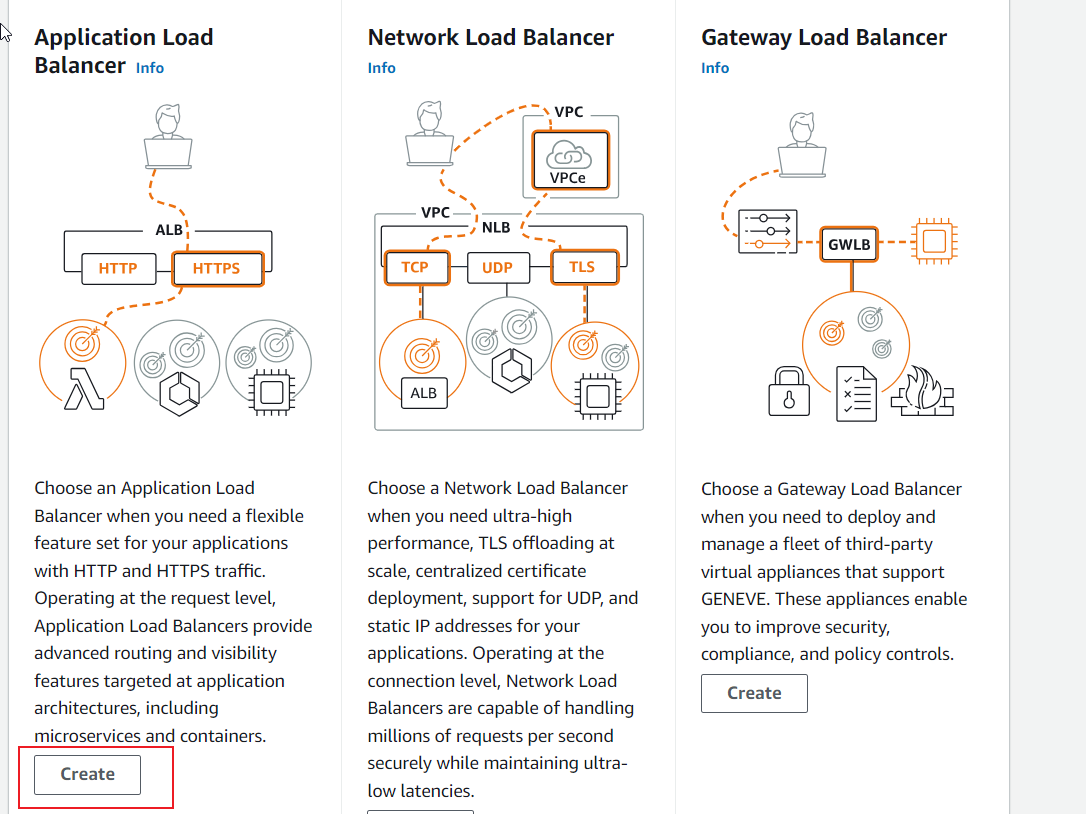 Application Load
Balancer Info
ALB
HTTP
HTTPS
Choose an Application Load
Balancer when you need a flexible
feature set for your applications
with HTTP and HTTPS traffic.
Operating at the request level,
Application Load Balancers provide
advanced routing and visibility
features targeted at application
architectures, including
microservices and containers.
Create
Network Load Balancer
Info
VPC
VPCe
VPC
NLB
TCP
UDP
TLS
ALB
Choose a Network Load Balancer
when you need ultra-high
performance, TLS offloading at
scale, centralized certificate
deployment, support for UDP, and
static IP addresses for your
applications. Operating at the
connection level, Network Load
Balancers are capable of handling
millions of requests per second
securely while maintaining ultra-
low latencies.
Gateway Load Balancer
Info
GWLB
Choose a Gateway Load Balancer
when you need to deploy and
manage a fleet of third-party
virtual appliances that support
GENEVE. These appliances enable
you to improve security,
compliance, and policy controls.
Create